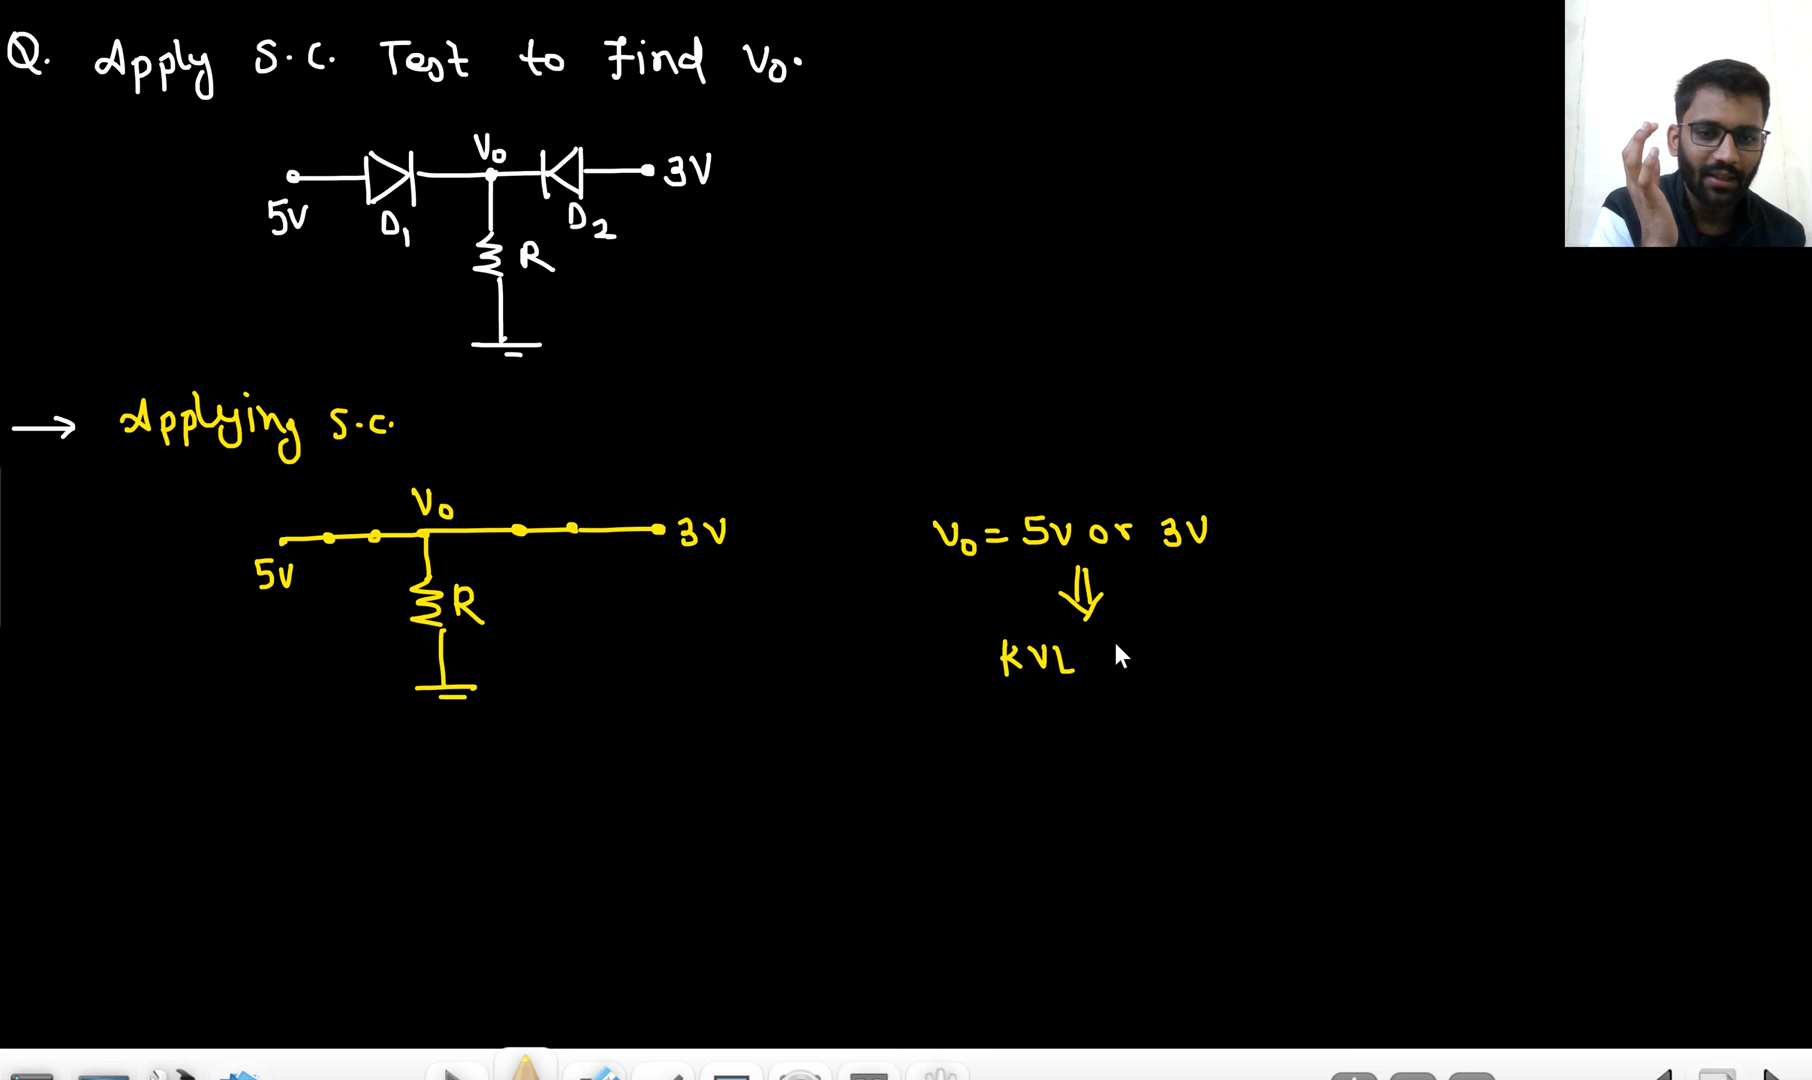 Q. Apply S.C. Test to Find V₀.
V₀
3V
5V
D₁
D₂
R
→ Applying S.C.
V₀
3V
5V
R
V₀ = 5V or 3V
⇓
KVL